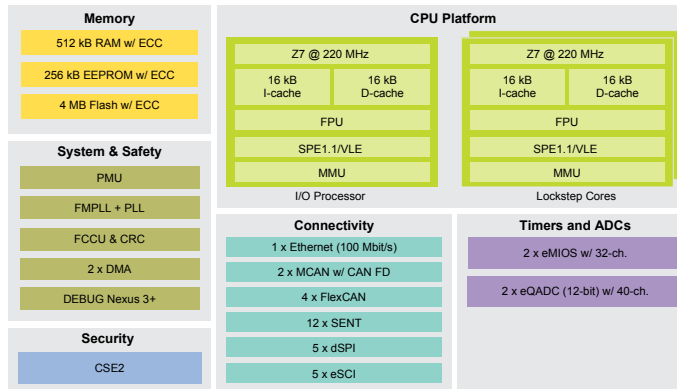 Memory
512 kB RAM w/ ECC
256 kB EEPROM w/ ECC
4 MB Flash w/ ECC
System & Safety
PMU
FMPLL + PLL
FCCU & CRC
2 x DMA
DEBUG Nexus 3+
Security
CSE2
CPU Platform
Z7 @ 220 MHz
16 kB
I-cache
16 kB
D-cache
FPU
SPE1.1/VLE
MMU
I/O Processor
Z7 @ 220 MHz
16 kB
I-cache
16 kB
D-cache
FPU
SPE1.1/VLE
MMU
Lockstep Cores
Connectivity
1 x Ethernet (100 Mbit/s)
2 x MCAN w/ CAN FD
4 x FlexCAN
12 x SENT
5 x dSPI
5 x eSCI
Timers and ADCs
2 x eMIOS w/ 32-ch.
2 x eQADC (12-bit) w/ 40-ch.